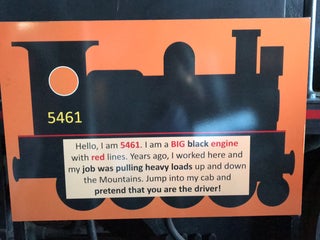 5461
Hello, I am 5461. I am a BIG black engine
with red lines. Years ago, I worked here and
my job was pulling heavy loads up and down
the Mountains. Jump into my cab and
pretend that you are the driver!